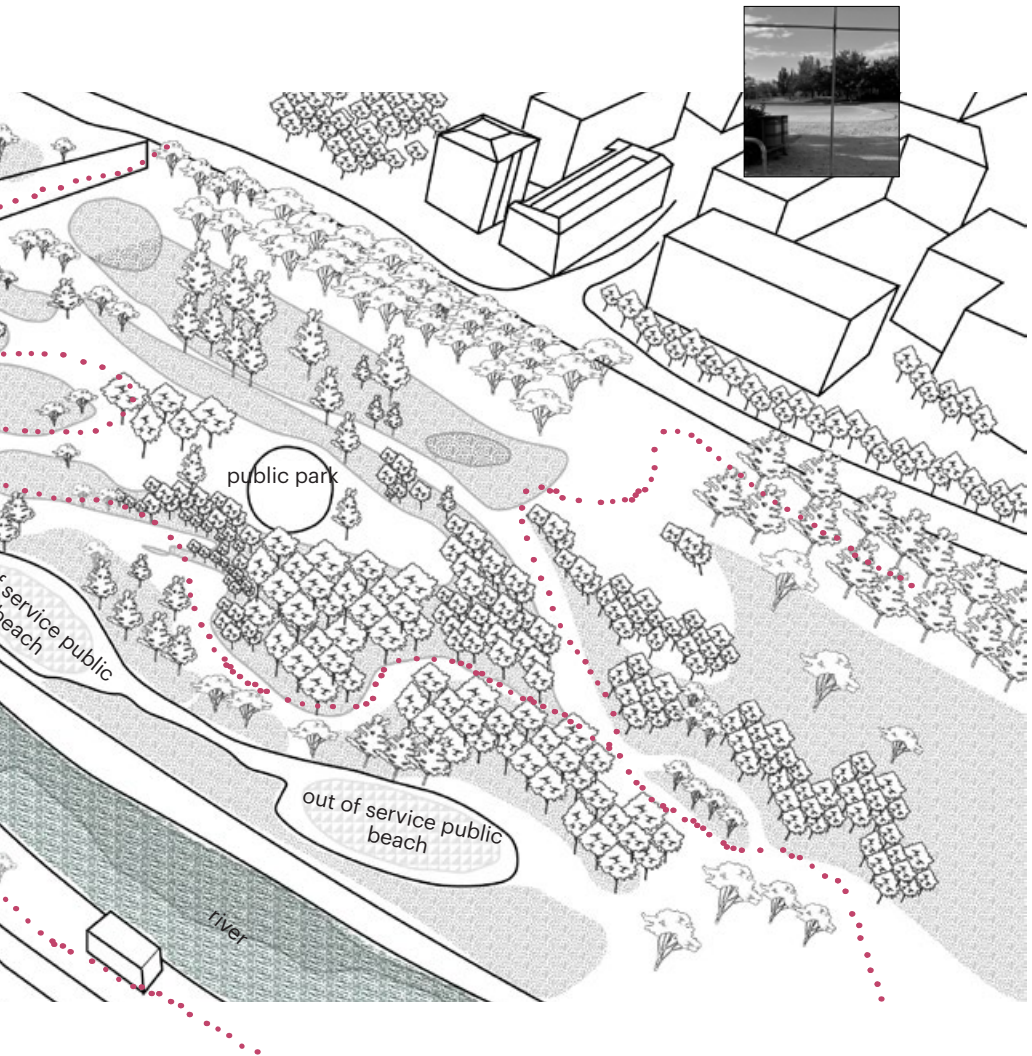 public park
f service public
beach
out of service public
beach
river